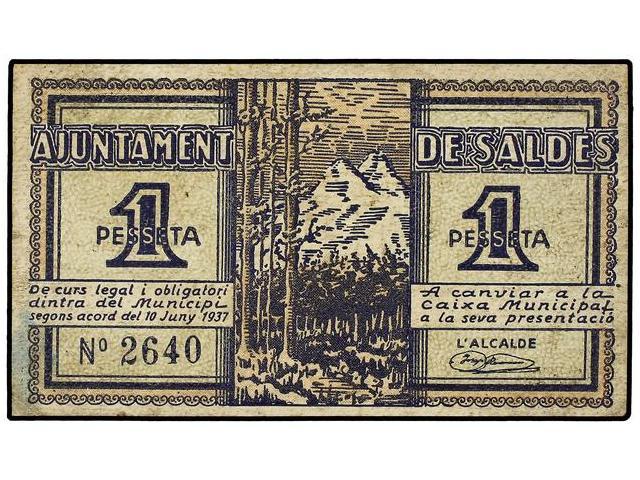 AJUNTAMENT DE SALDES
1
PESSETA
De curs legal i obligatori
dintra del Municipi
segons acord del 10 Juny 1937
Nº 2640
1
PESSETA
A canviar a la
Caixa Municipal
a la seva presentació
L'ALCALDE